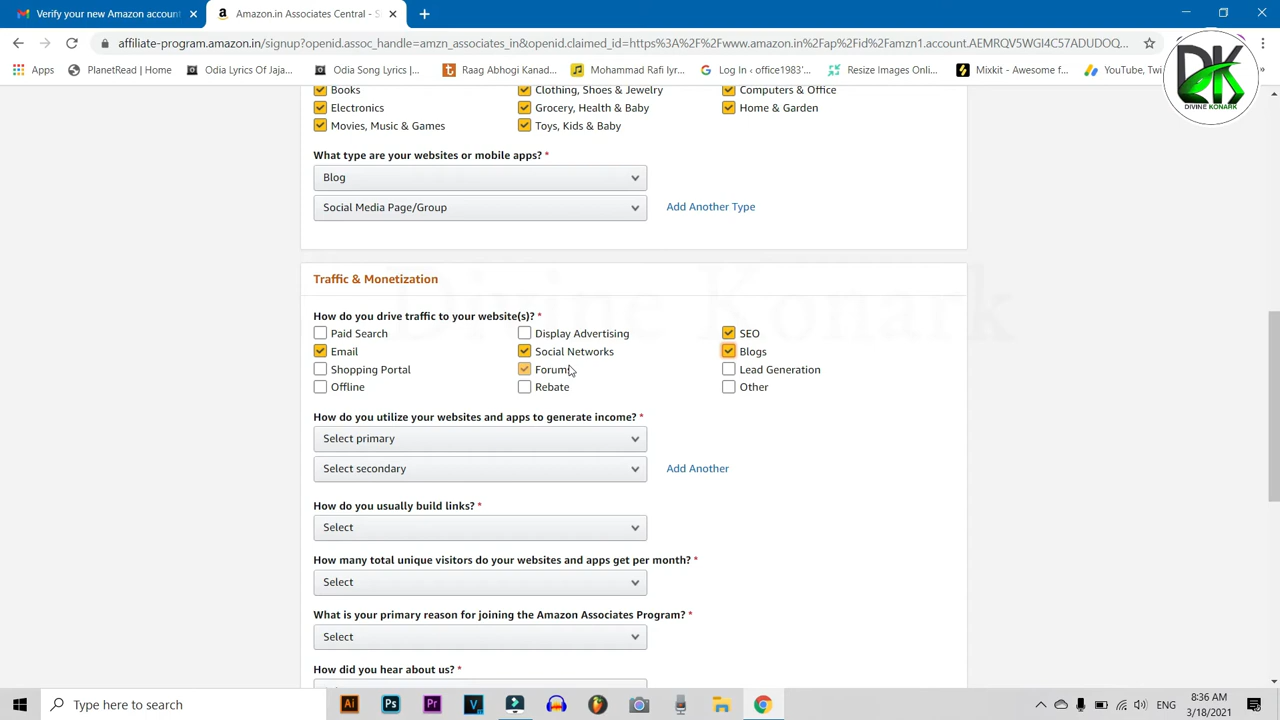 Verify your new Amazon account
Amazon.in Associates Central - S
affiliate-program.amazon.in/signup?openid.assoc_handle=amzn_associates_in&openid.claimed_id=https%3A%2F%2Fwww.amazon.in%2Fap%2Fid%2Famzn1.account.AEMRQV5WGI4C57ADUDOQ...
Apps
PlanetRead | Home
Odia Lyrics Of Jaja...
Odia Song Lyrics |...
Raag Abhogi
Mohammad Rafi lyr...
Log In ‹ office1983'...
Resize Images Onli...
Mixkit - Awesome f...
YouTube, Twi
DK
DIVINE KONARK
Books
Clothing, Shoes & Jewelry
Computers & Office
Electronics
Grocery, Health & Baby
Home & Garden
Movies, Music & Games
Toys, Kids & Baby
What type are your websites or mobile apps? *
Blog
Social Media Page/Group
Add Another Type
Traffic & Monetization
Divine Konark
How do you drive traffic to your website(s)? *
Paid Search
Display Advertising
SEO
Email
Social Networks
Blogs
Shopping Portal
Forums
Lead Generation
Offline
Rebate
Other
How do you utilize your websites and apps to generate income? *
Select primary
Select secondary
Add Another
How do you usually build links? *
Select
How many total unique visitors do your websites and apps get per month? *
Select
What is your primary reason for joining the Amazon Associates Program? *
Select
How did you hear about us? *
Type here to search
Ai
Ps
Pr
V
ENG
8:36 AM
3/18/2021